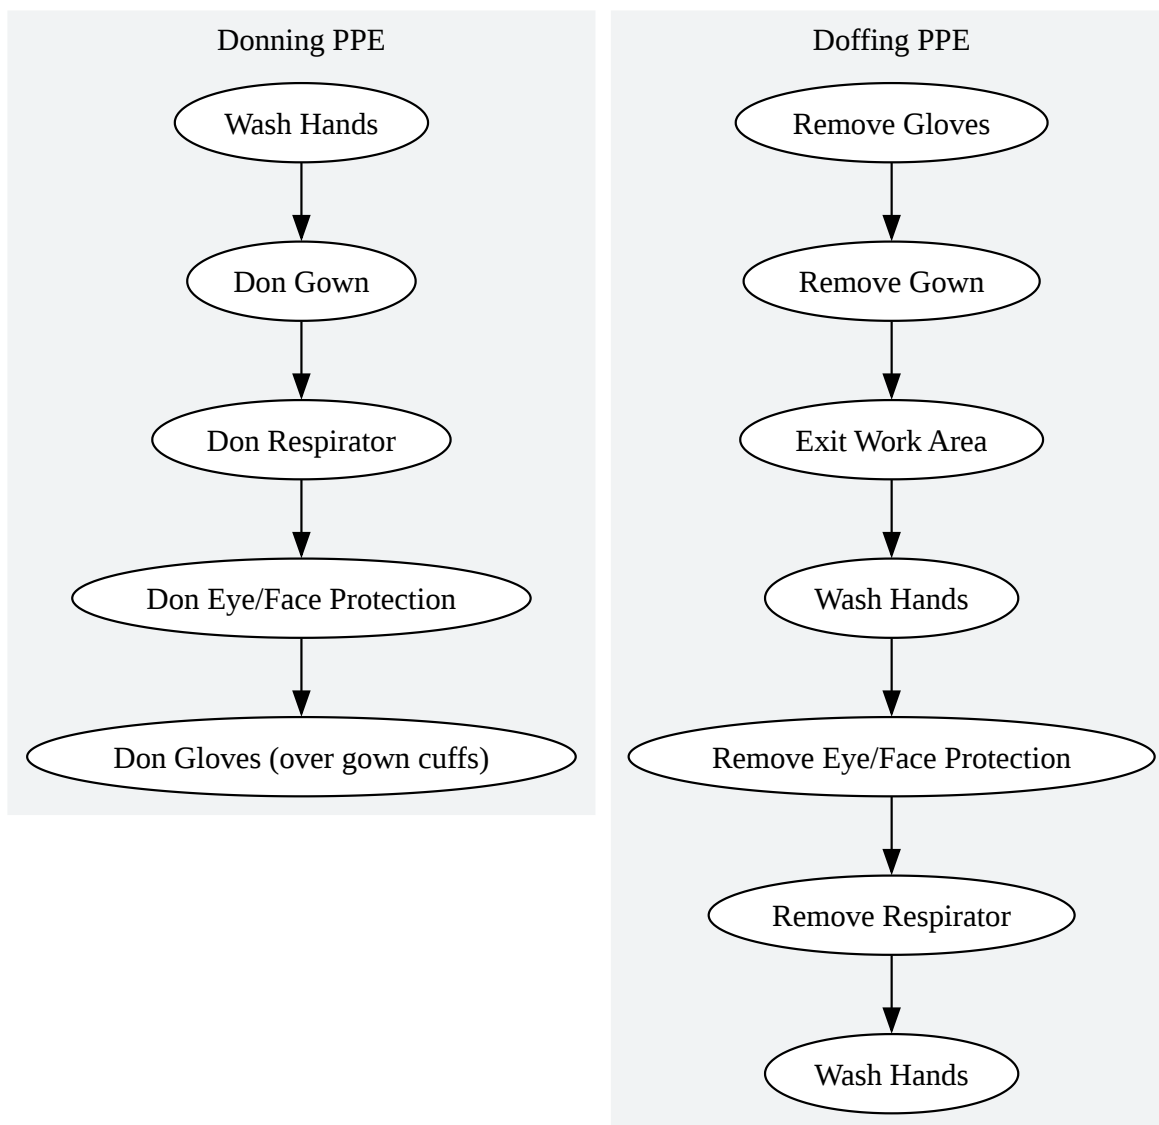 Donning PPE
Wash Hands
Don Gown
Don Respirator
Don Eye/Face Protection
Don Gloves (over gown cuffs)
Doffing PPE
Remove Gloves
Remove Gown
Exit Work Area
Wash Hands
Remove Eye/Face Protection
Remove Respirator
Wash Hands